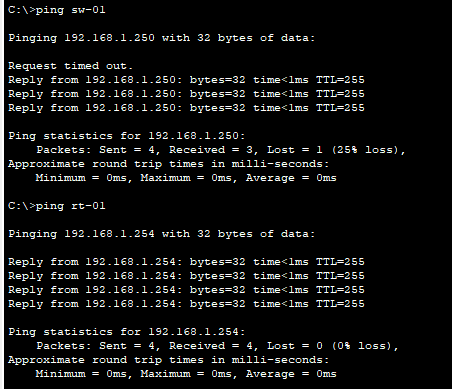 C:\>ping sw-01
Pinging 192.168.1.250 with 32 bytes of data:
Request timed out.
Reply from 192.168.1.250: bytes=32 time<1ms TTL=255
Reply from 192.168.1.250: bytes=32 time<1ms TTL=255
Reply from 192.168.1.250: bytes=32 time<1ms TTL=255
Ping statistics for 192.168.1.250:
Packets: Sent = 4, Received = 3, Lost = 1 (25% loss),
Approximate round trip times in milli-seconds:
Minimum = 0ms, Maximum = 0ms, Average = 0ms
C:\>ping rt-01
Pinging 192.168.1.254 with 32 bytes of data:
Reply from 192.168.1.254: bytes=32 time<1ms TTL=255
Reply from 192.168.1.254: bytes=32 time<1ms TTL=255
Reply from 192.168.1.254: bytes=32 time<1ms TTL=255
Reply from 192.168.1.254: bytes=32 time<1ms TTL=255
Ping statistics for 192.168.1.254:
Packets: Sent = 4, Received = 4, Lost = 0 (0% loss),
Approximate round trip times in milli-seconds:
Minimum = 0ms, Maximum = 0ms, Average = 0ms